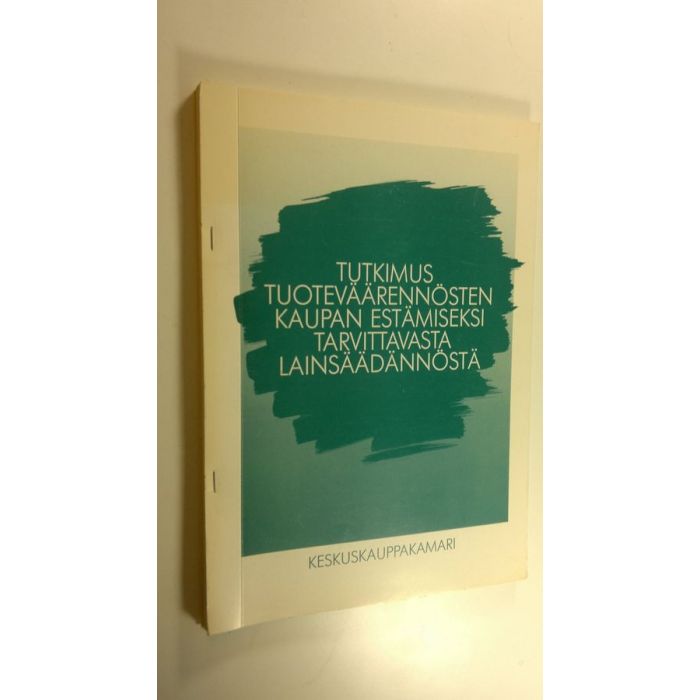 TUTKIMUS
TUOTEVÄÄRENNÖSTEN
KAUPAN ESTÄMISEKSI
TARVITTAVASTA
LAINSÄÄDÄNNÖSTÄ
KESKUSKAUPPAKAMARI